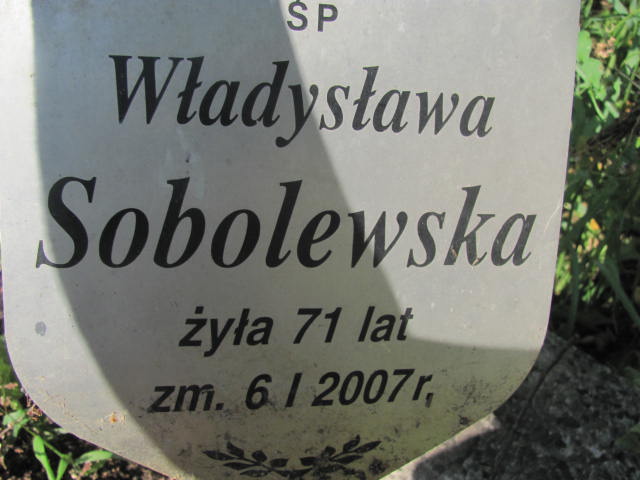 ŚP
Władysława
Sobolewska
żyła 71 lat
zm. 6 I 2007r.